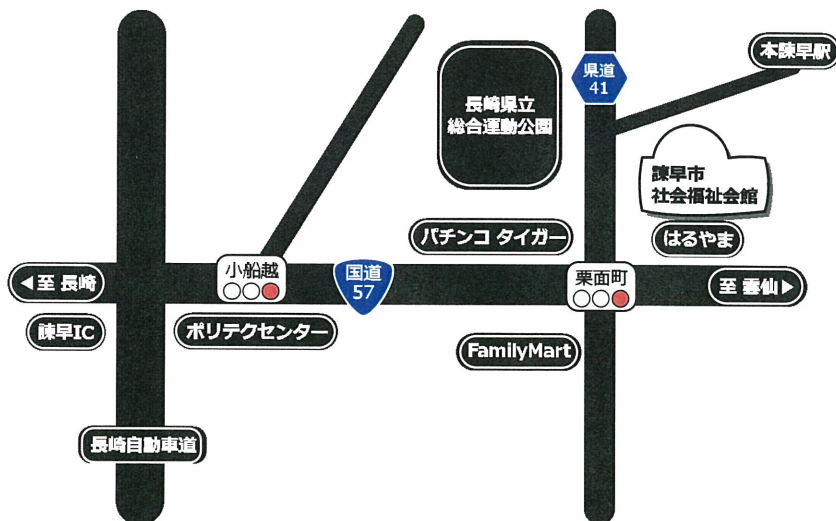 本諫早駅
県道
41
長崎県立
総合運動公園
諫早市
社会福祉会館
パチンコ タイガー
はるやま
小船越
国道
57
栗面町
◀至 長崎
至 雲仙▶
諫早IC
ポリテクセンター
FamilyMart
長崎自動車道